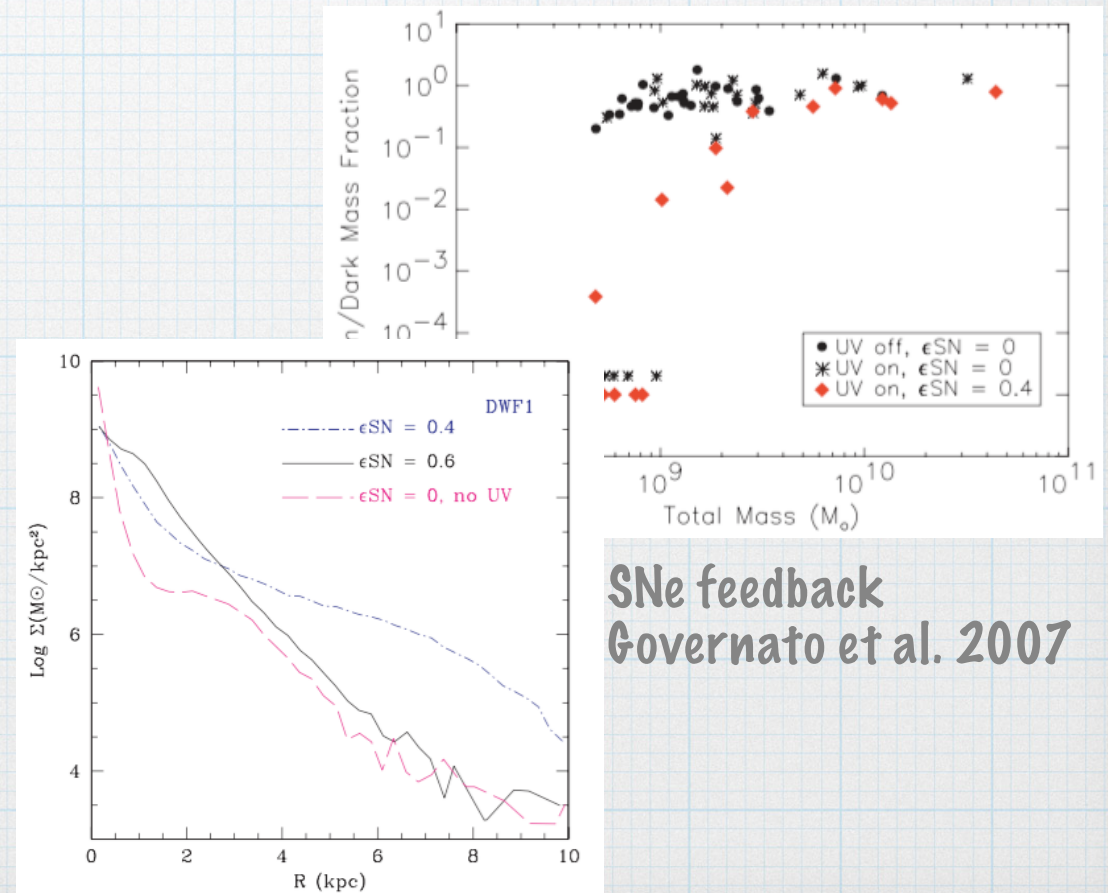 10¹
10⁰
10⁻¹
10⁻²
10⁻³
10⁻⁴
n/Dark Mass Fraction
● UV off, ϵSN = 0
UV on, ϵSN = 0
◆ UV on, ϵSN = 0.4
10⁹ 10¹⁰ 10¹¹
Total Mass (M₀)
10
8
6
4
Log Σ(M⊙/kpc²)
DWF1
ϵSN = 0.4
ϵSN = 0.6
ϵSN = 0, no UV
0 2 4 6 8 10
R (kpc)
SNe feedback
Governato et al. 2007